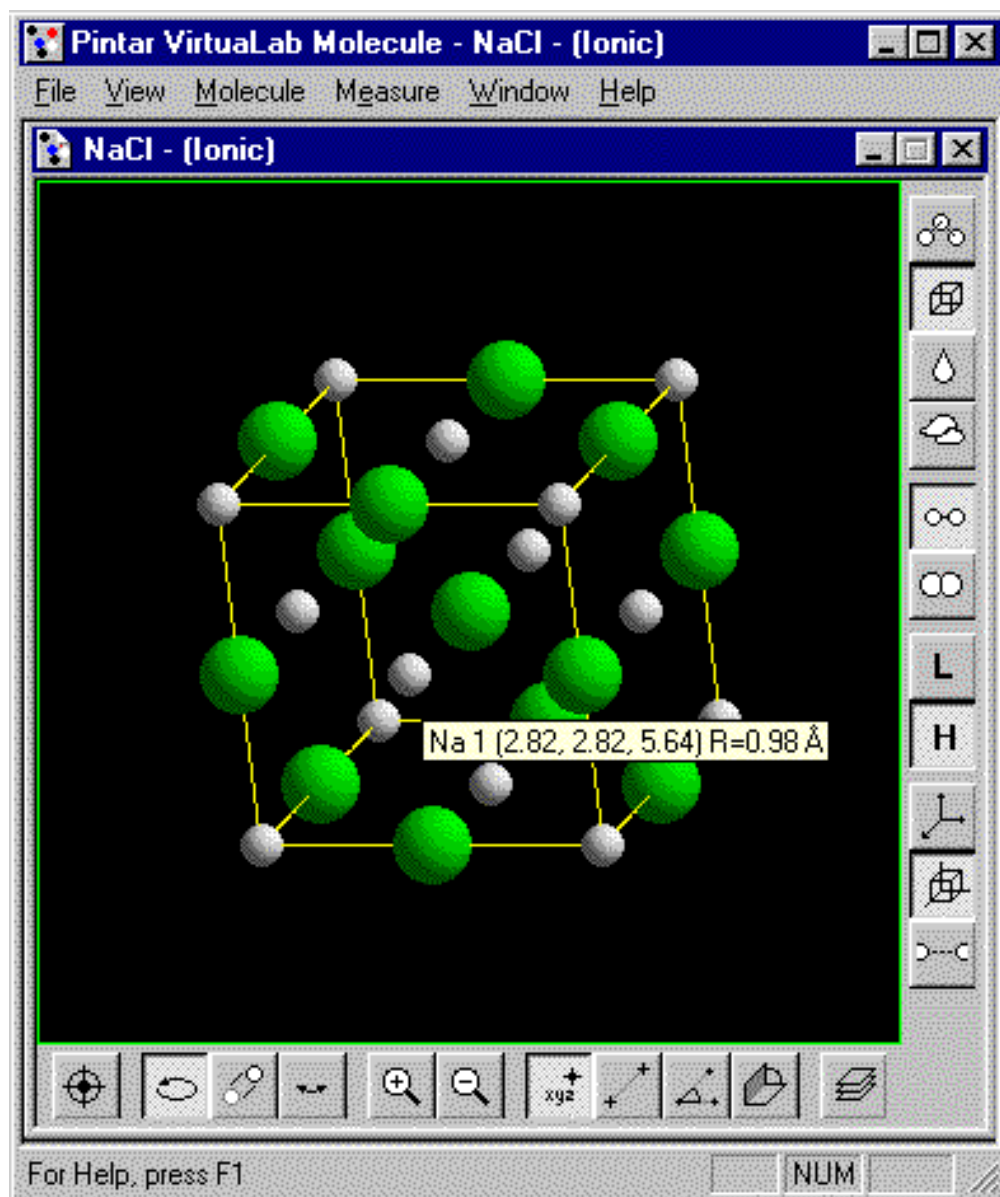 Pintar VirtuaLab Molecule - NaCl - (Ionic)
File View Molecule Measure Window Help
NaCl - (Ionic)
L
Na 1 (2.82, 2.82, 5.64) R=0.98 Å
H
xyz
For Help, press F1
NUM